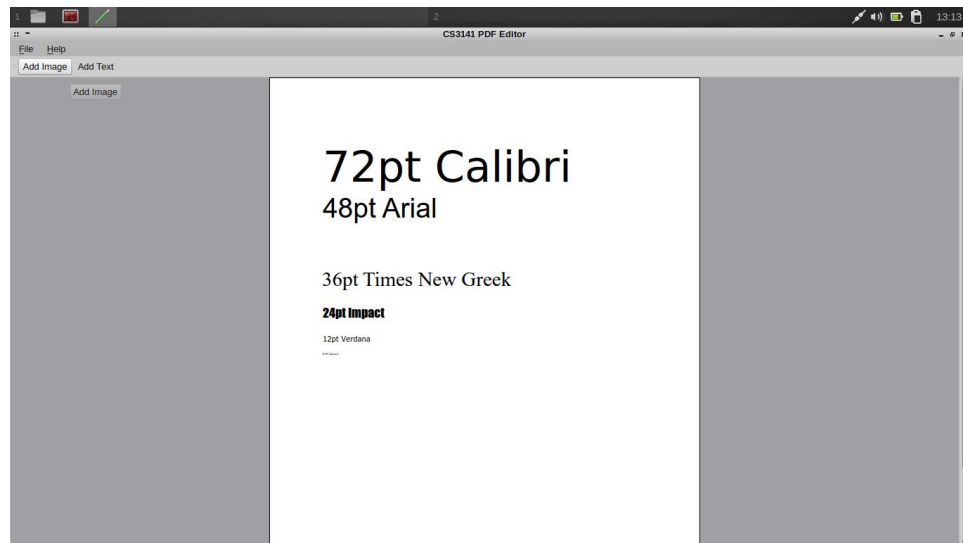 1
2
13:13
CS3141 PDF Editor
File Help
Add Image Add Text
Add Image
72pt Calibri
48pt Arial
36pt Times New Greek
24pt Impact
12pt Verdana